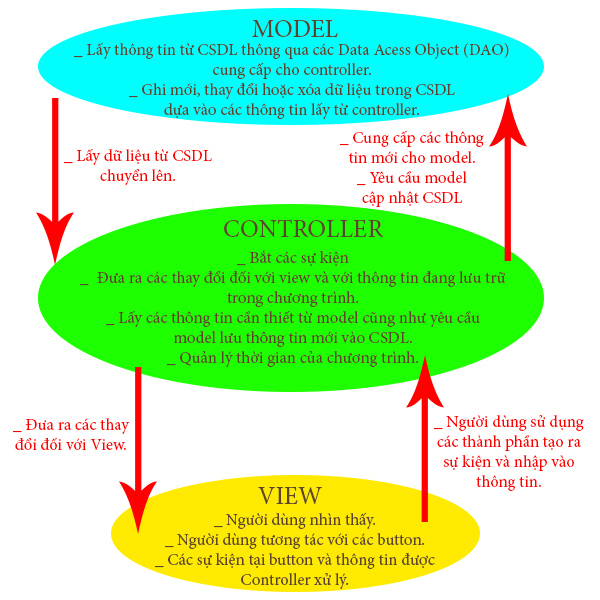 MODEL
_ Lấy thông tin từ CSDL thông qua các Data Acess Object (DAO)
cung cấp cho controller.
_ Ghi mới, thay đổi hoặc xóa dữ liệu trong CSDL
dựa vào các thông tin lấy từ controller.
_ Lấy dữ liệu từ CSDL
chuyển lên.
_ Cung cấp các thông
tin mới cho model.
_ Yêu cầu model
cập nhật CSDL
CONTROLLER
_ Bắt các sự kiện
_ Đưa ra các thay đổi đối với view và với thông tin đang lưu trữ
trong chương trình.
_ Lấy các thông tin cần thiết từ model cũng như yêu cầu
model lưu thông tin mới vào CSDL.
_ Quản lý thời gian của chương trình.
_ Đưa ra các thay
đổi đối với View.
_ Người dùng sử dụng
các thành phần tạo ra
sự kiện và nhập vào
thông tin.
VIEW
_ Người dùng nhìn thấy.
_ Người dùng tương tác với các button.
_ Các sự kiện tại button và thông tin được
Controller xử lý.